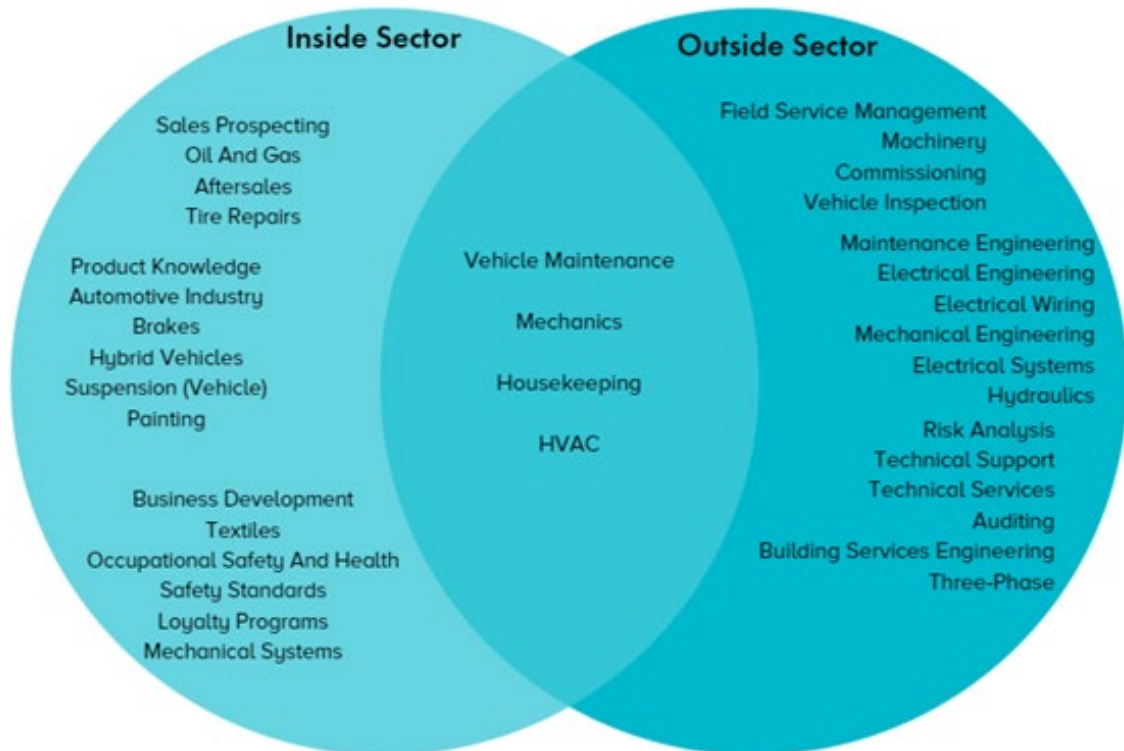 Inside Sector
Sales Prospecting
Oil And Gas
Aftersales
Tire Repairs
Product Knowledge
Automotive Industry
Brakes
Hybrid Vehicles
Suspension (Vehicle)
Painting
Business Development
Textiles
Occupational Safety And Health
Safety Standards
Loyalty Programs
Mechanical Systems
Vehicle Maintenance
Mechanics
Housekeeping
HVAC
Outside Sector
Field Service Management
Machinery
Commissioning
Vehicle Inspection
Maintenance Engineering
Electrical Engineering
Electrical Wiring
Mechanical Engineering
Electrical Systems
Hydraulics
Risk Analysis
Technical Support
Technical Services
Auditing
Building Services Engineering
Three-Phase